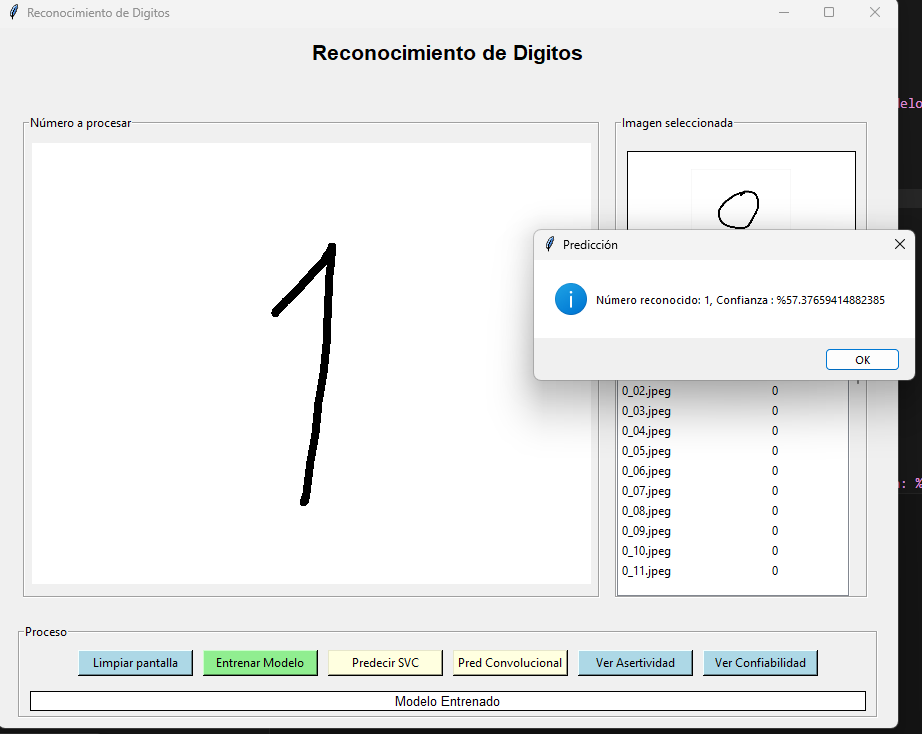 Reconocimiento de Digitos
Reconocimiento de Digitos
Número a procesar
1
Imagen seleccionada
0
Predicción
Número reconocido: 1, Confianza : %57.37659414882385
OK
0_02.jpeg 0
0_03.jpeg 0
0_04.jpeg 0
0_05.jpeg 0
0_06.jpeg 0
0_07.jpeg 0
0_08.jpeg 0
0_09.jpeg 0
0_10.jpeg 0
0_11.jpeg 0
Proceso
Limpiar pantalla
Entrenar Modelo
Predecir SVC
Pred Convolucional
Ver Asertividad
Ver Confiabilidad
Modelo Entrenado